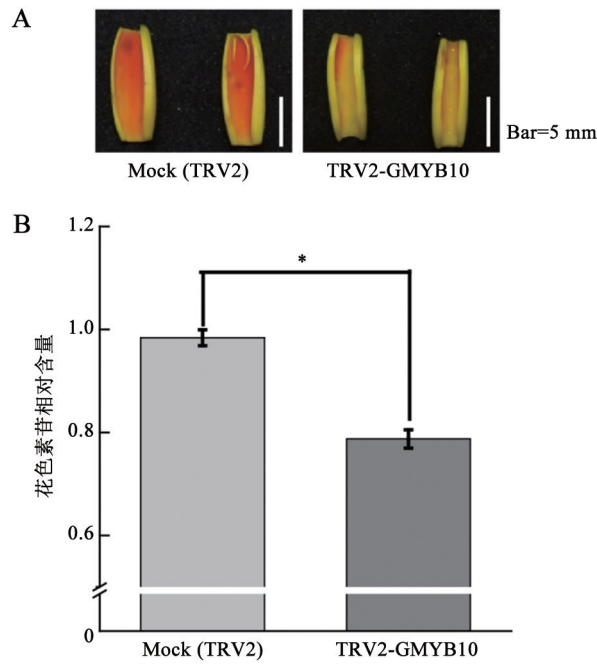 A
Bar=5 mm
Mock (TRV2) TRV2-GMYB10
B
花色素苷相对含量
1.2
1.0
0.8
0.6
0
*
Mock (TRV2) TRV2-GMYB10